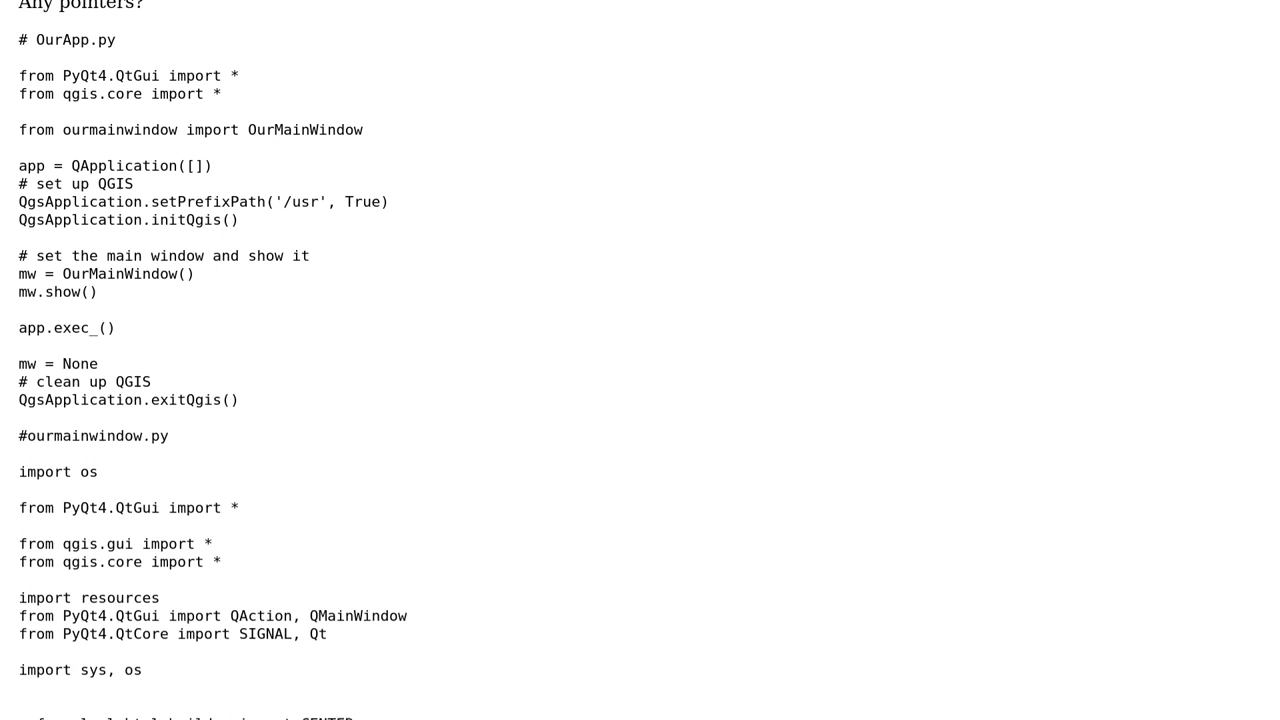 Any pointers?
# OurApp.py
from PyQt4.QtGui import *
from qgis.core import *
from ourmainwindow import OurMainWindow
app = QApplication([])
# set up QGIS
QgsApplication.setPrefixPath('/usr', True)
QgsApplication.initQgis()
# set the main window and show it
mw = OurMainWindow()
mw.show()
app.exec_()
mw = None
# clean up QGIS
QgsApplication.exitQgis()
#ourmainwindow.py
import os
from PyQt4.QtGui import *
from qgis.gui import *
from qgis.core import *
import resources
from PyQt4.QtGui import QAction, QMainWindow
from PyQt4.QtCore import SIGNAL, Qt
import sys, os